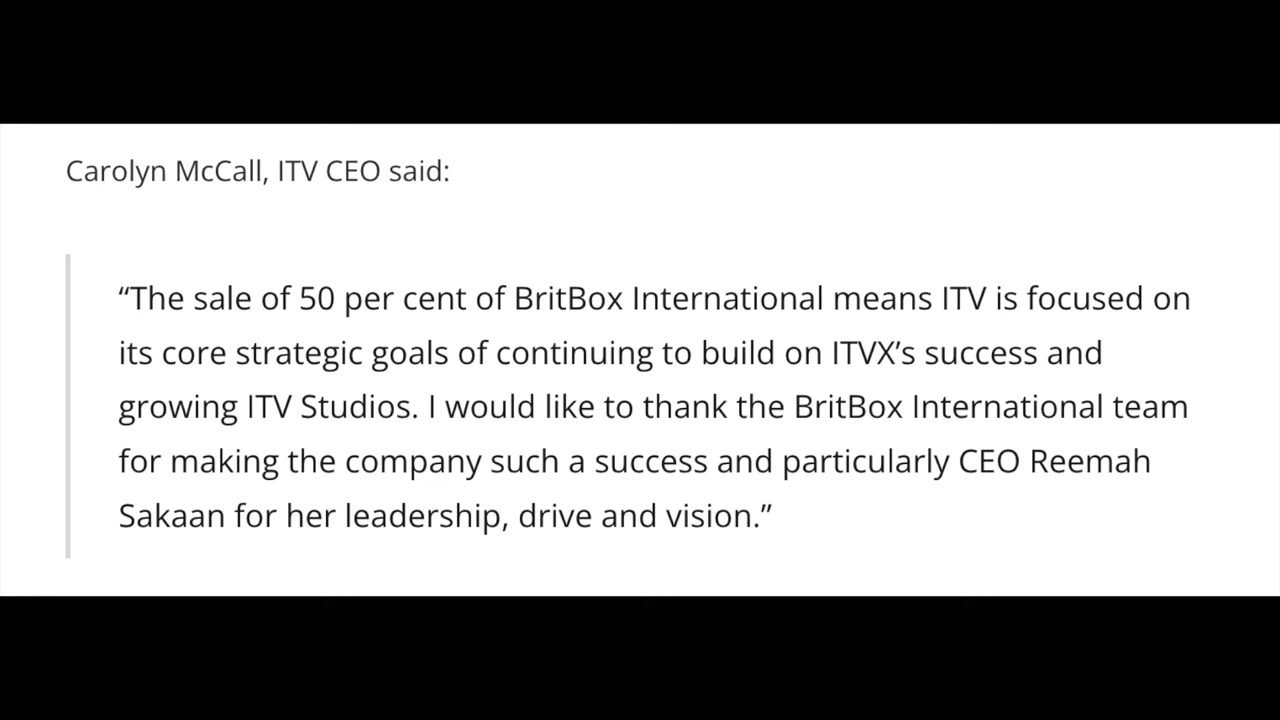 Carolyn McCall, ITV CEO said:
“The sale of 50 per cent of BritBox International means ITV is focused on
its core strategic goals of continuing to build on ITVX’s success and
growing ITV Studios. I would like to thank the BritBox International team
for making the company such a success and particularly CEO Reemah
Sakaan for her leadership, drive and vision.”